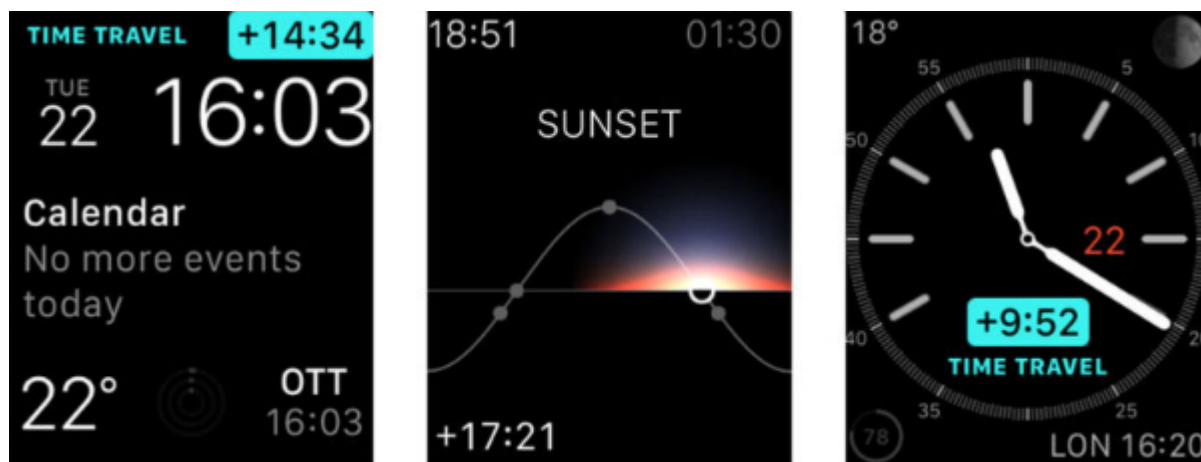 TIME TRAVEL +14:34
TUE
22 16:03
Calendar
No more events
today
22° OTT
16:03
18:51 01:30
SUNSET
+17:21
18°
55 5
50 10
22
+9:52
40 20
TIME TRAVEL
35 25
78
LON 16:20